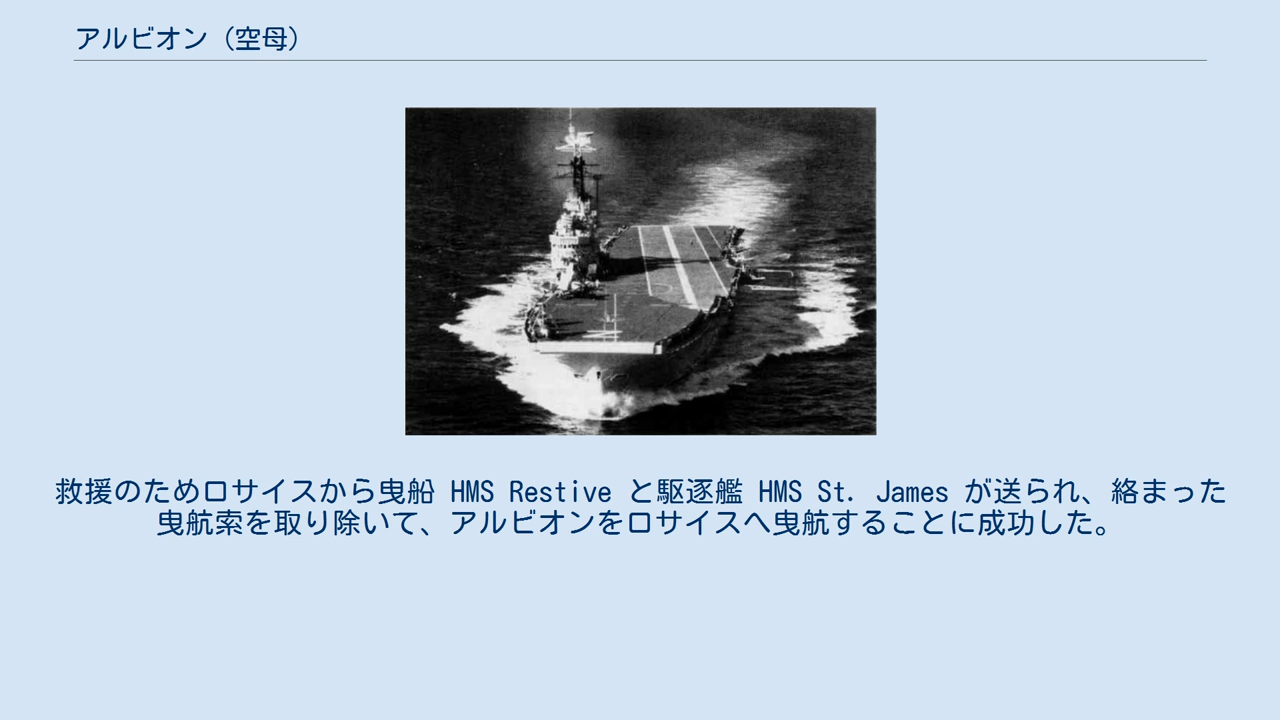 アルビオン（空母）
救援のためロサイスから曳船 HMS Restive と駆逐艦 HMS St. James が送られ、絡まった
曳航索を取り除いて、アルビオンをロサイスへ曳航することに成功した。